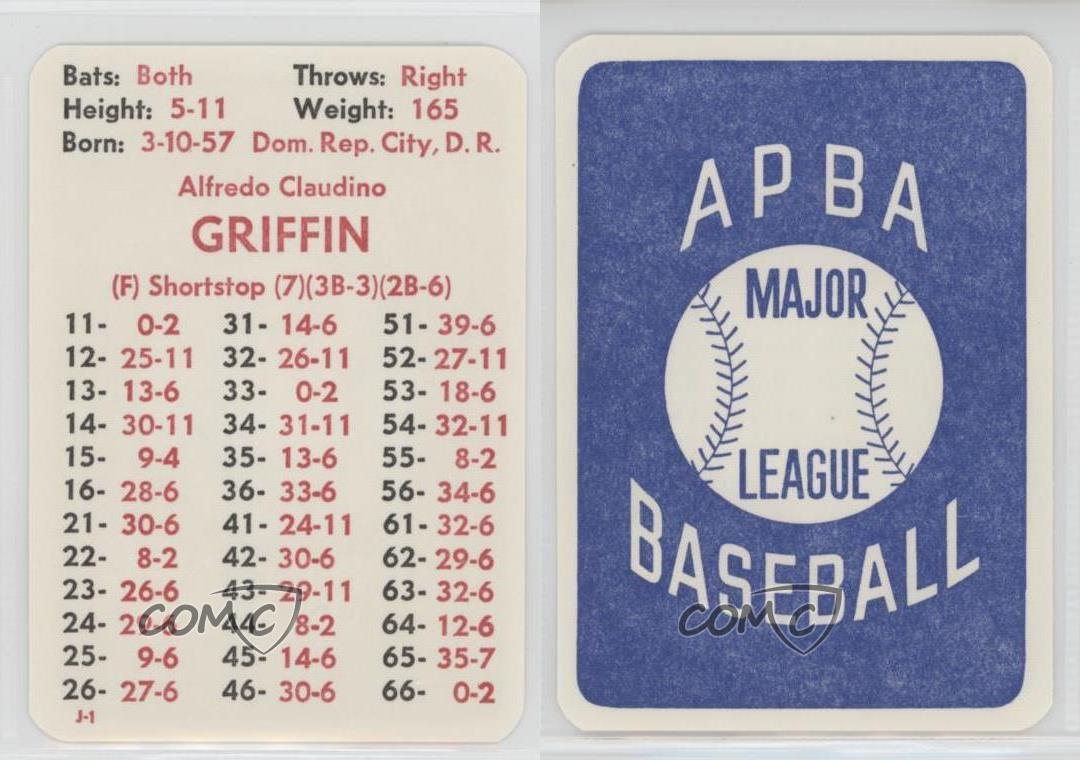 Bats: Both Throws: Right
Height: 5-11 Weight: 165
Born: 3-10-57 Dom. Rep. City, D. R.
Alfredo Claudino
GRIFFIN
(F) Shortstop (7)(3B-3)(2B-6)
11- 0-2 31- 14-6 51- 39-6
12- 25-11 32- 26-11 52- 27-11
13- 13-6 33- 0-2 53- 18-6
14- 30-11 34- 31-11 54- 32-11
15- 9-4 35- 13-6 55- 8-2
16- 28-6 36- 33-6 56- 34-6
21- 30-6 41- 24-11 61- 32-6
22- 8-2 42- 30-6 62- 29-6
23- 26-6 43- 29-11 63- 32-6
24- 29-6 44- 8-2 64- 12-6
25- 9-6 45- 14-6 65- 35-7
26- 27-6 46- 30-6 66- 0-2
J-1
COMC
APBA
MAJOR
LEAGUE
BASEBALL
COMC